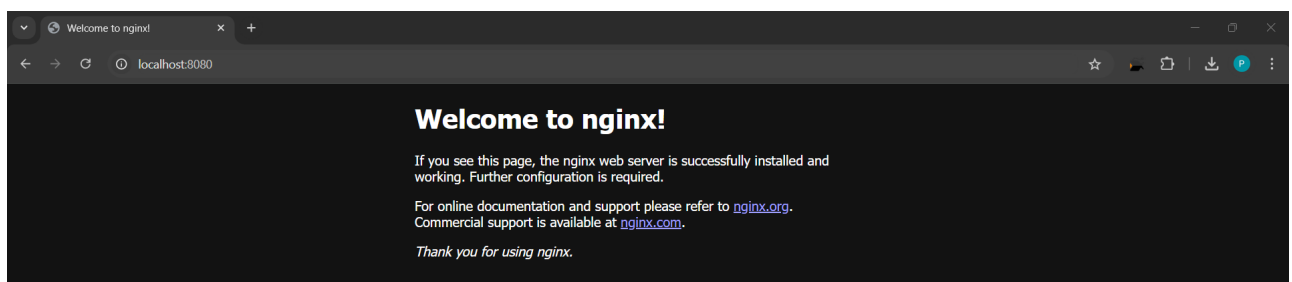 Welcome to nginx!
localhost:8080
P
Welcome to nginx!
If you see this page, the nginx web server is successfully installed and
working. Further configuration is required.
For online documentation and support please refer to nginx.org.
Commercial support is available at nginx.com.
Thank you for using nginx.